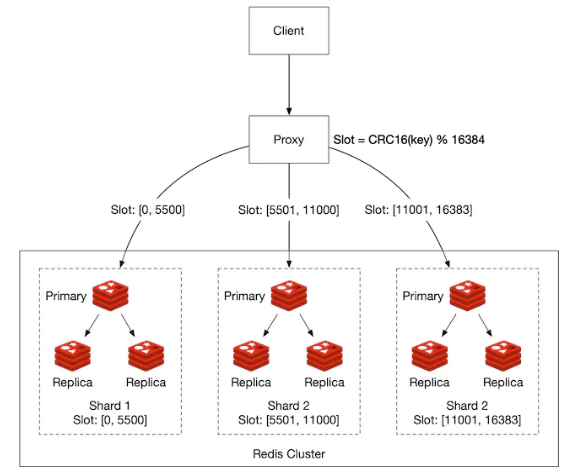 Client
Proxy
Slot = CRC16(key) % 16384
Slot: [0, 5500]
Slot: [5501, 11000]
Slot: [11001, 16383]
Primary
Primary
Primary
Replica
Replica
Replica
Replica
Replica
Replica
Shard 1
Slot: [0, 5500]
Shard 2
Slot: [5501, 11000]
Shard 2
Slot: [11001, 16383]
Redis Cluster